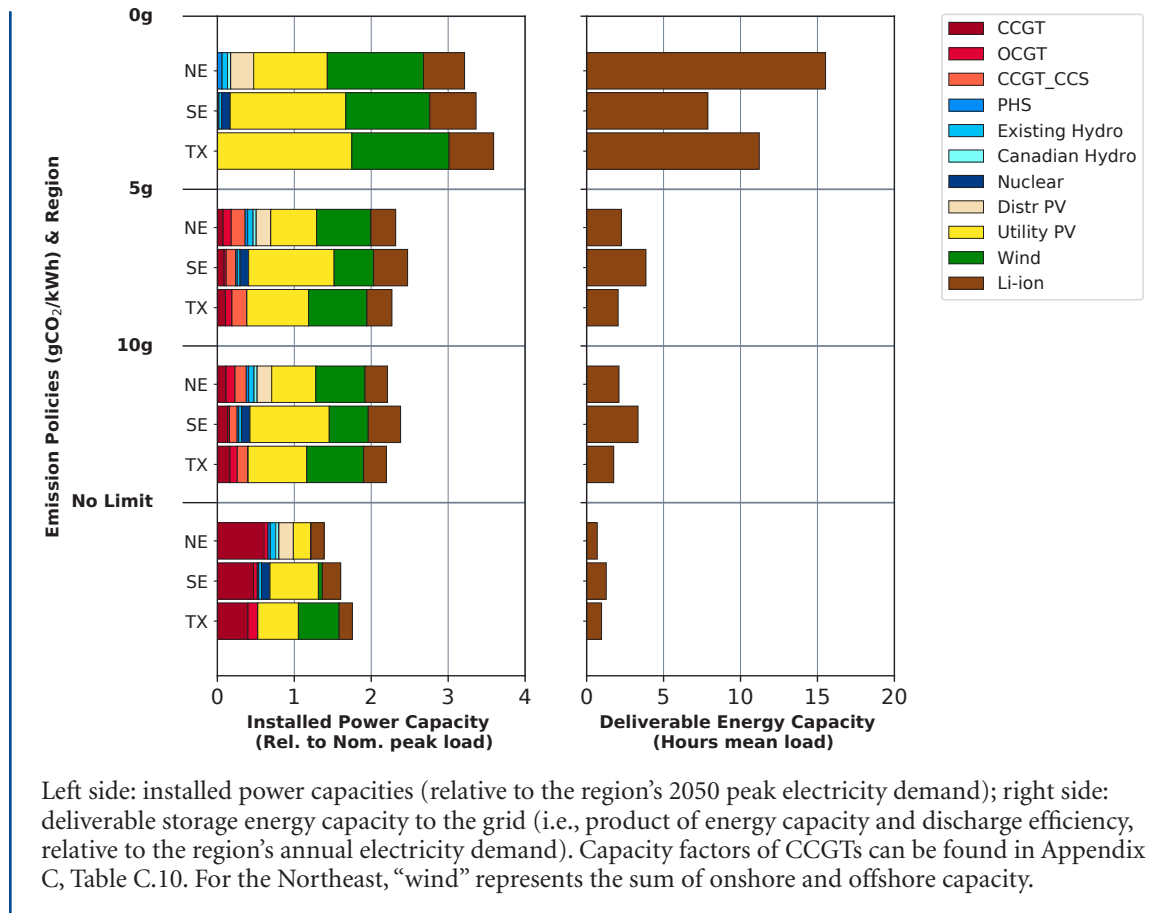 0g
NE
SE
TX
5g
NE
SE
TX
10g
NE
SE
TX
No Limit
NE
SE
TX
Emission Policies (gCO₂/kWh) & Region
0 1 2 3 4
Installed Power Capacity
(Rel. to Nom. peak load)
0 5 10 15 20
Deliverable Energy Capacity
(Hours mean load)
CCGT
OCGT
CCGT_CCS
PHS
Existing Hydro
Canadian Hydro
Nuclear
Distr PV
Utility PV
Wind
Li-ion
Left side: installed power capacities (relative to the region’s 2050 peak electricity demand); right side:
deliverable storage energy capacity to the grid (i.e., product of energy capacity and discharge efficiency,
relative to the region’s annual electricity demand). Capacity factors of CCGTs can be found in Appendix
C, Table C.10. For the Northeast, “wind” represents the sum of onshore and offshore capacity.